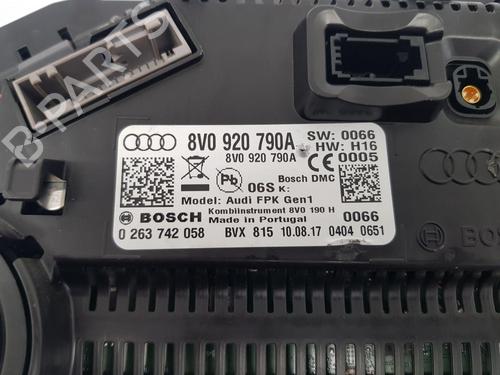 B-PARTS
8V0 920 790A SW: 0066
8V0 920 790A HW: H16
CE 0005
Pb 06S K: Bosch DMC
Model: Audi FPK Gen1
BOSCH Kombiinstrument 8V0 190 H 0066
Made in Portugal
0 263 742 058 BVX 815 10.08.17 0404 0651